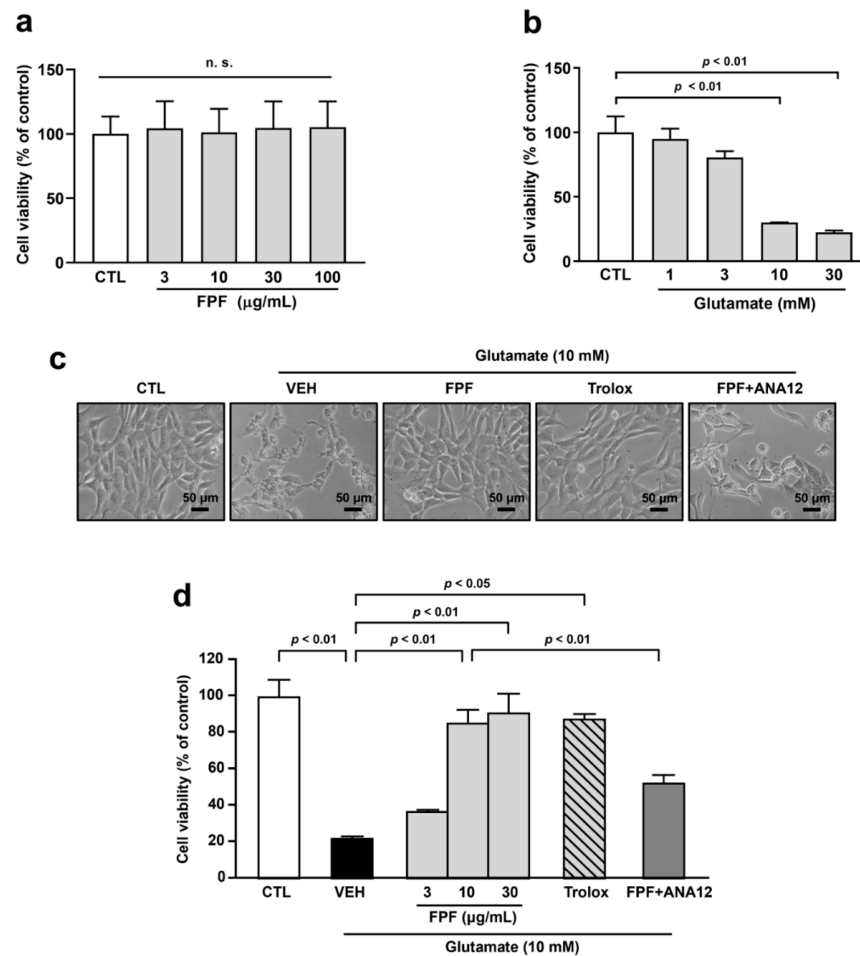 a
n. s.
Cell viability (% of control)
150
100
50
0
CTL 3 10 30 100
FPF (µg/mL)
b
p < 0.01
p < 0.01
Cell viability (% of control)
150
100
50
0
CTL 1 3 10 30
Glutamate (mM)
c
Glutamate (10 mM)
CTL VEH FPF Trolox FPF+ANA12
50 µm 50 µm 50 µm 50 µm 50 µm
d
p < 0.05
p < 0.01
p < 0.01 p < 0.01 p < 0.01
Cell viability (% of control)
120
100
80
60
40
20
0
CTL VEH 3 10 30 Trolox FPF+ANA12
FPF (µg/mL)
Glutamate (10 mM)